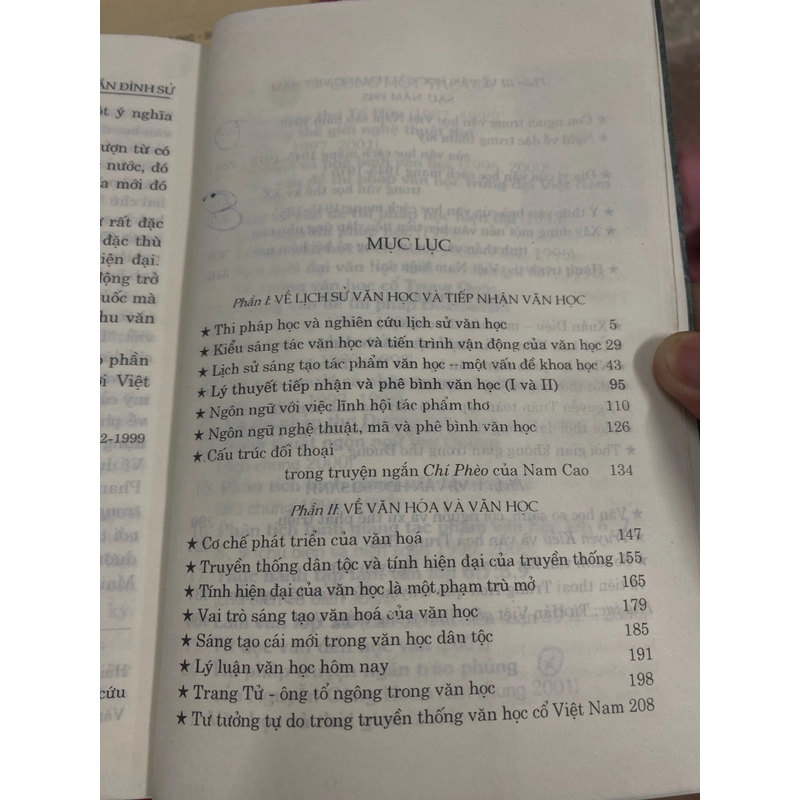 ẦN ĐÌNH SỬ
ột ý nghĩa
ượn từ có
nước, đó
a mới đó
rất đặc
đặc thù
iện đại.
động trở
uốc mà
hu văn
phần
ời Việt
2-1999
cứu
MỤC LỤC
Phần I: VỀ LỊCH SỬ VĂN HỌC VÀ TIẾP NHẬN VĂN HỌC
★ Thi pháp học và nghiên cứu lịch sử văn học 5
★ Kiểu sáng tác văn học và tiến trình vận động của văn học 29
★ Lịch sử sáng tạo tác phẩm văn học – một vấn đề khoa học 43
★ Lý thuyết tiếp nhận và phê bình văn học (I và II) 95
★ Ngôn ngữ với việc lĩnh hội tác phẩm thơ 110
★ Ngôn ngữ nghệ thuật, mã và phê bình văn học 126
★ Cấu trúc đối thoại
trong truyện ngắn Chí Phèo của Nam Cao 134
Phần II: VỀ VĂN HÓA VÀ VĂN HỌC
★ Cơ chế phát triển của văn hoá 147
★ Truyền thống dân tộc và tính hiện đại của truyền thống 155
★ Tính hiện đại của văn học là một phạm trù mở 165
★ Vai trò sáng tạo văn hoá của văn học 179
★ Sáng tạo cái mới trong văn học dân tộc 185
★ Lý luận văn học hôm nay 191
★ Trang Tử - ông tổ ngông trong văn học 198
★ Tư tưởng tự do trong truyền thống văn học cổ Việt Nam 208